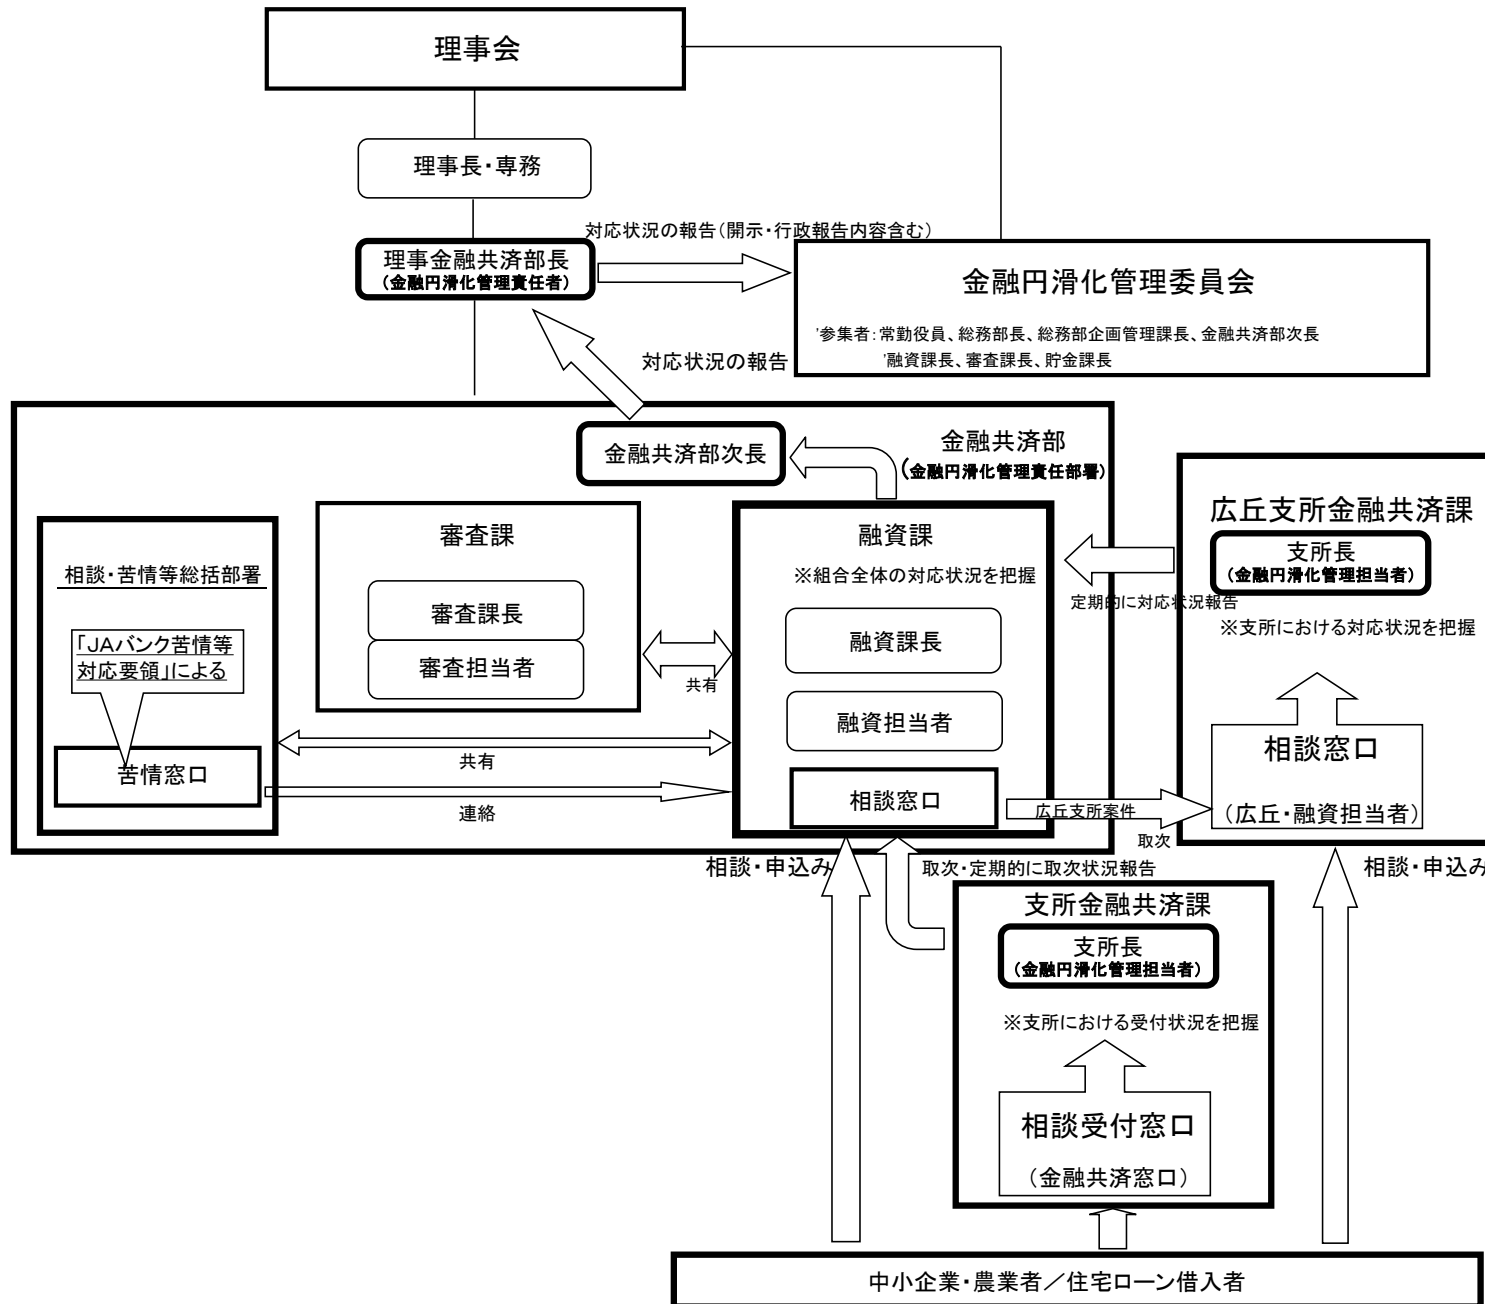 理事会
理事長・専務
対応状況の報告（開示・行政報告内容含む）
理事金融共済部長
（金融円滑化管理責任者）
金融円滑化管理委員会
'参集者：常勤役員、総務部長、総務部企画管理課長、金融共済部次長
'融資課長、審査課長、貯金課長
対応状況の報告
金融共済部次長
金融共済部
（金融円滑化管理責任部署）
相談・苦情等総括部署
「JAバンク苦情等
対応要領」による
苦情窓口
審査課
審査課長
審査担当者
共有
共有
連絡
融資課
※組合全体の対応状況を把握
融資課長
融資担当者
相談窓口
広丘支所金融共済課
支所長
（金融円滑化管理担当者）
定期的に対応状況報告
※支所における対応状況を把握
相談窓口
（広丘・融資担当者）
広丘支所案件
取次
相談・申込み
取次・定期的に取次状況報告
相談・申込み
支所金融共済課
支所長
（金融円滑化管理担当者）
※支所における受付状況を把握
相談受付窓口
（金融共済窓口）
中小企業・農業者／住宅ローン借入者